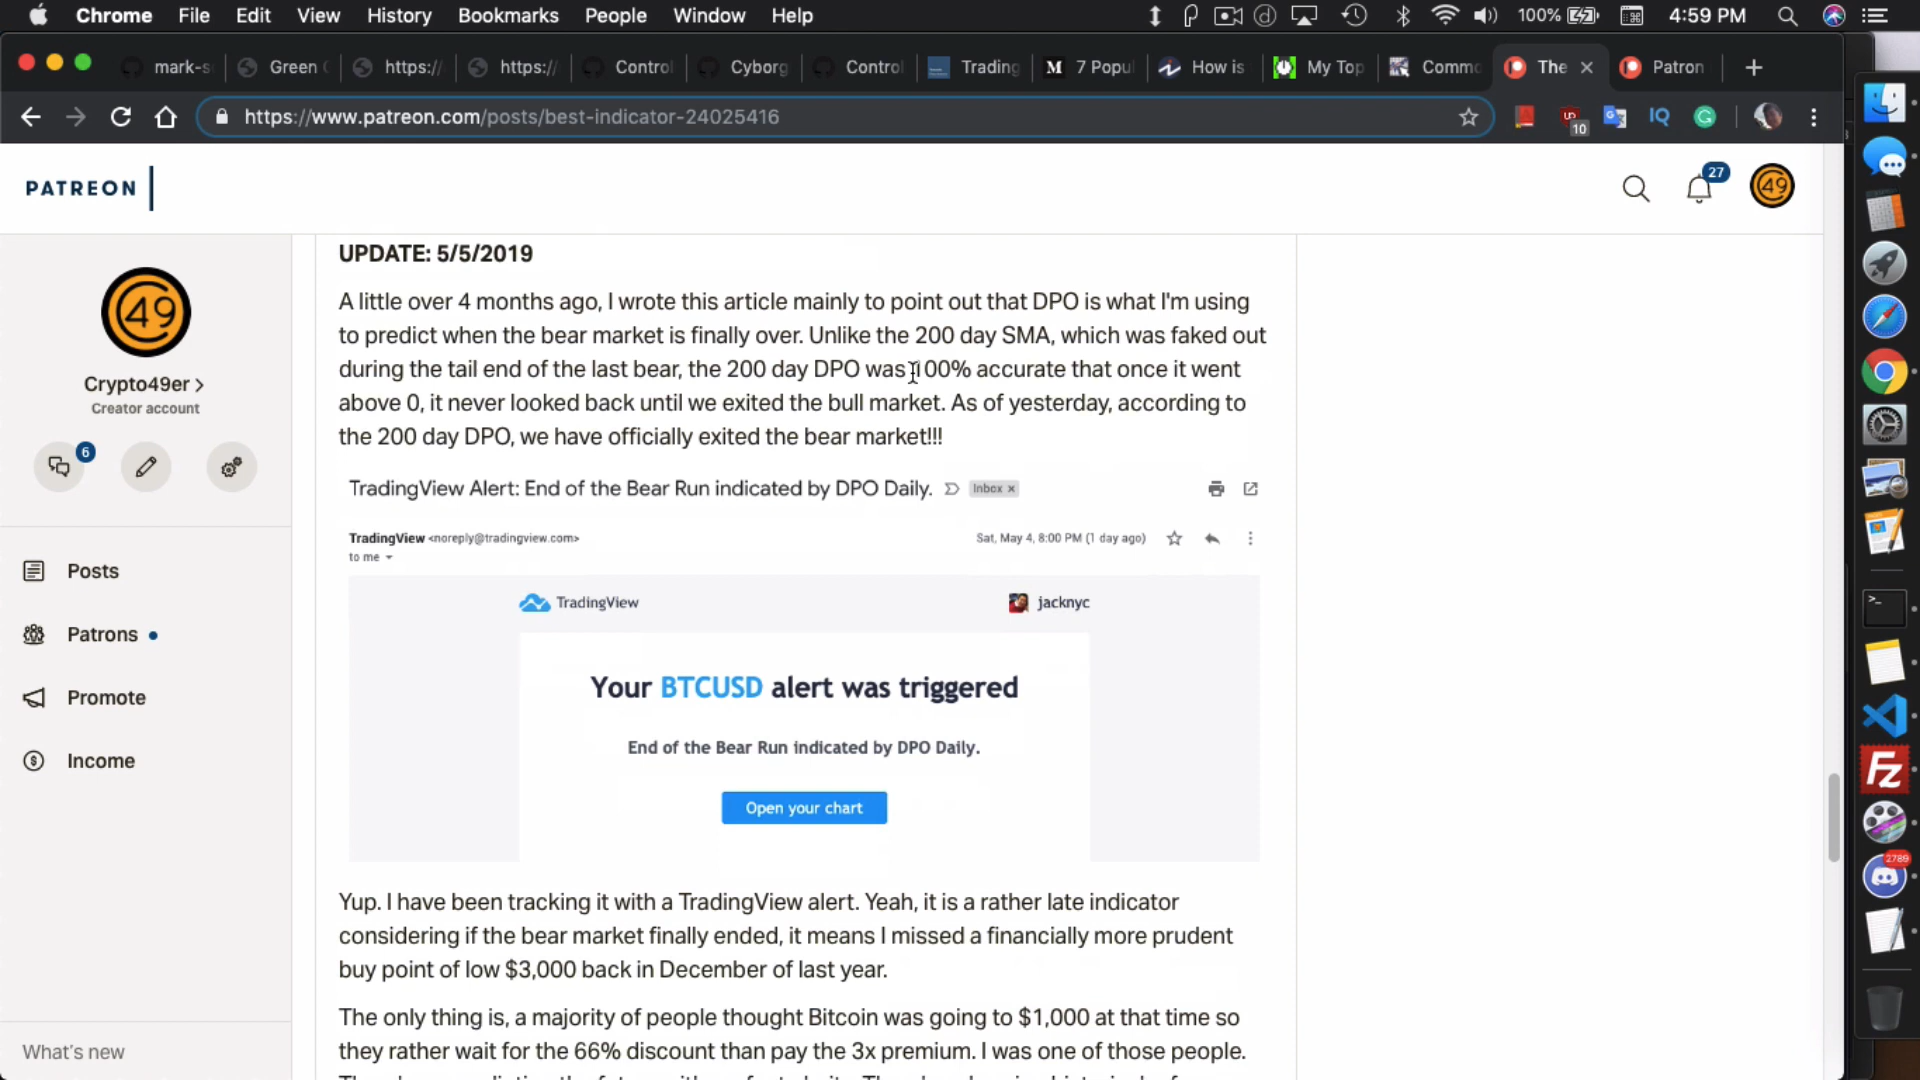 Chrome File Edit View History Bookmarks People Window Help 100% 4:59 PM
mark-s Green https:/ https:// Control Cyborg Control Trading M 7 Popul How is My Top Commo The Patron
https://www.patreon.com/posts/best-indicator-24025416 10 IQ
PATREON 27 49
UPDATE: 5/5/2019
A little over 4 months ago, I wrote this article mainly to point out that DPO is what I'm using
to predict when the bear market is finally over. Unlike the 200 day SMA, which was faked out
during the tail end of the last bear, the 200 day DPO was 100% accurate that once it went
above 0, it never looked back until we exited the bull market. As of yesterday, according to
the 200 day DPO, we have officially exited the bear market!!!
49
Crypto49er >
Creator account
6
Posts
Patrons
Promote
Income
What's new
TradingView Alert: End of the Bear Run indicated by DPO Daily. Inbox x
TradingView <noreply@tradingview.com> Sat, May 4, 8:00 PM (1 day ago)
to me
TradingView jacknyc
Your BTCUSD alert was triggered
End of the Bear Run indicated by DPO Daily.
Open your chart
Yup. I have been tracking it with a TradingView alert. Yeah, it is a rather late indicator
considering if the bear market finally ended, it means I missed a financially more prudent
buy point of low $3,000 back in December of last year.
The only thing is, a majority of people thought Bitcoin was going to $1,000 at that time so
they rather wait for the 66% discount than pay the 3x premium. I was one of those people.
Fz
2789